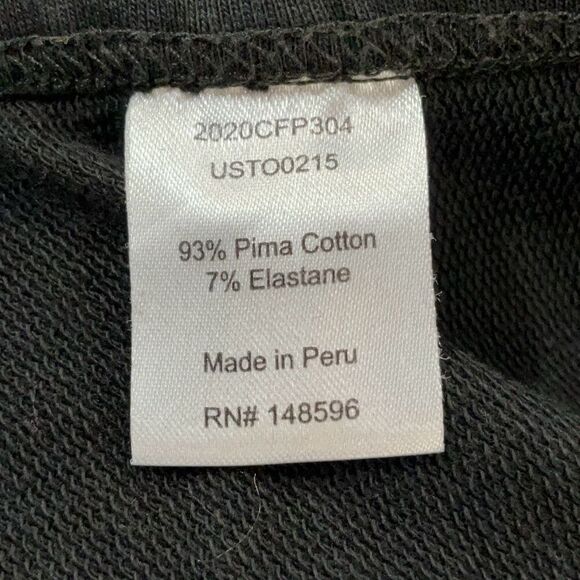 2020CFP304
USTO0215
93% Pima Cotton
7% Elastane
Made in Peru
RN# 148596